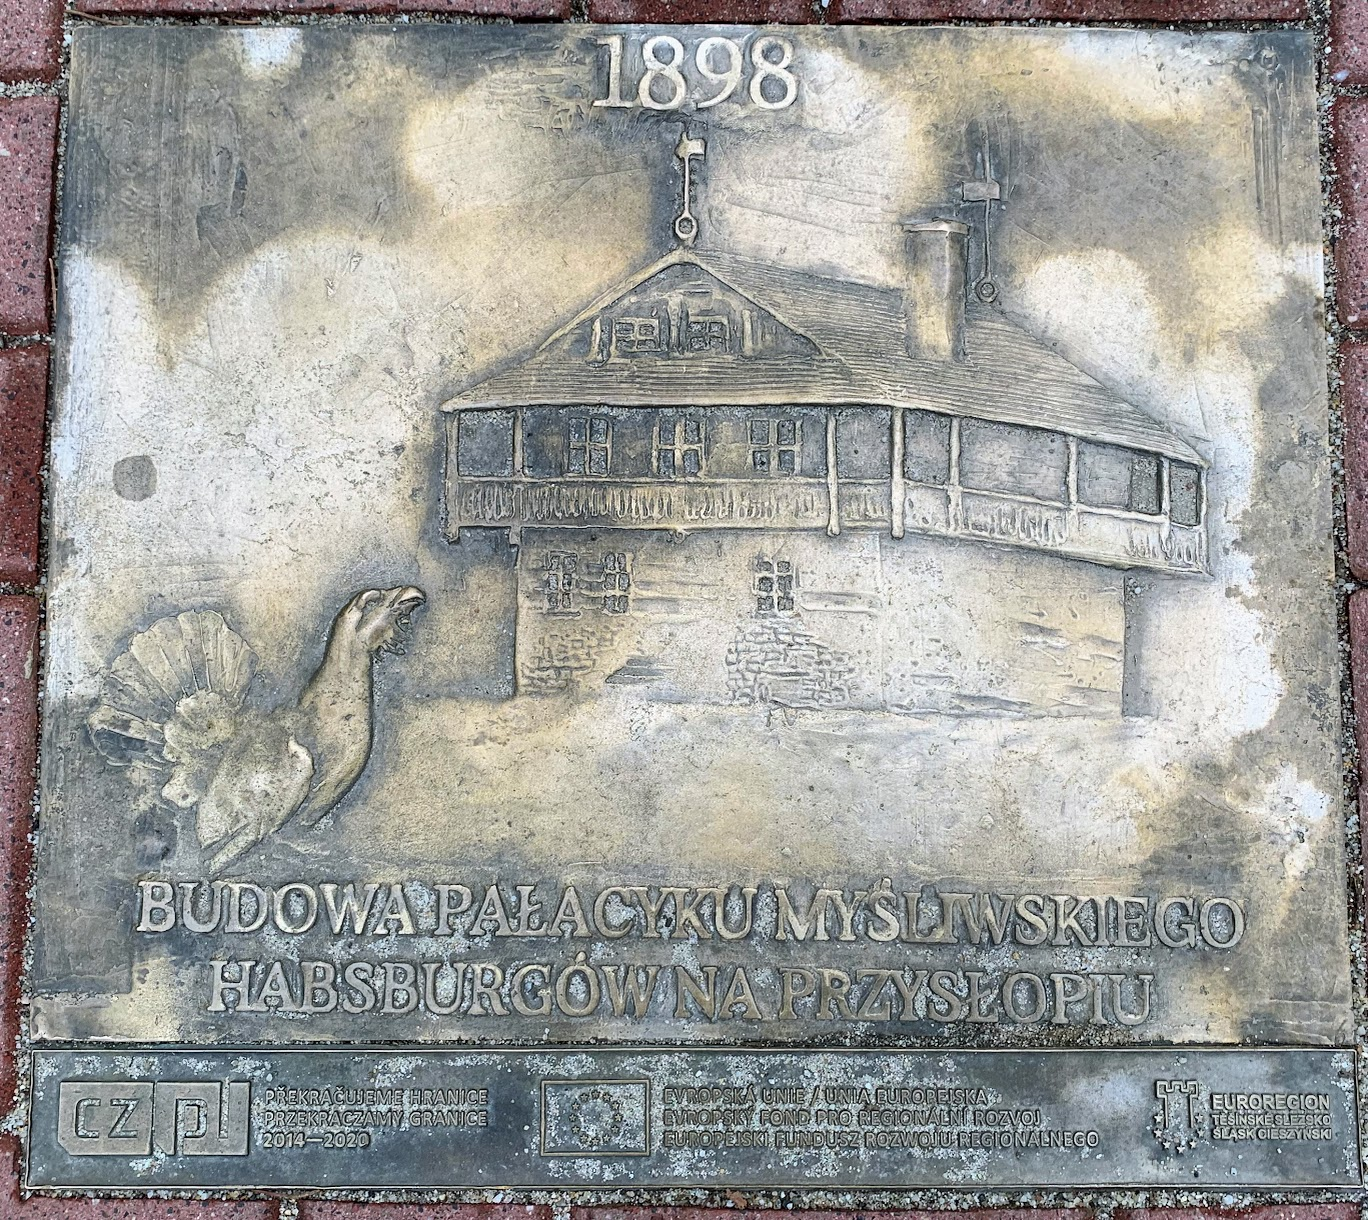 1898
BUDOWA PAŁACYKU MYŚLIWSKIEGO
HABSBURGÓW NA PRZYSŁOPIU
CZ PL
PŘEKRAČUJEME HRANICE
PRZEKRACZAMY GRANICE
2014—2020
EVROPSKÁ UNIE / UNIA EUROPEJSKA
EVROPSKÝ FOND PRO REGIONÁLNÍ ROZVOJ
EUROPEJSKI FUNDUSZ ROZWOJU REGIONALNEGO
EUROREGION
TĚŠÍNSKÉ SLEZSKO
ŚLĄSK CIESZYŃSKI